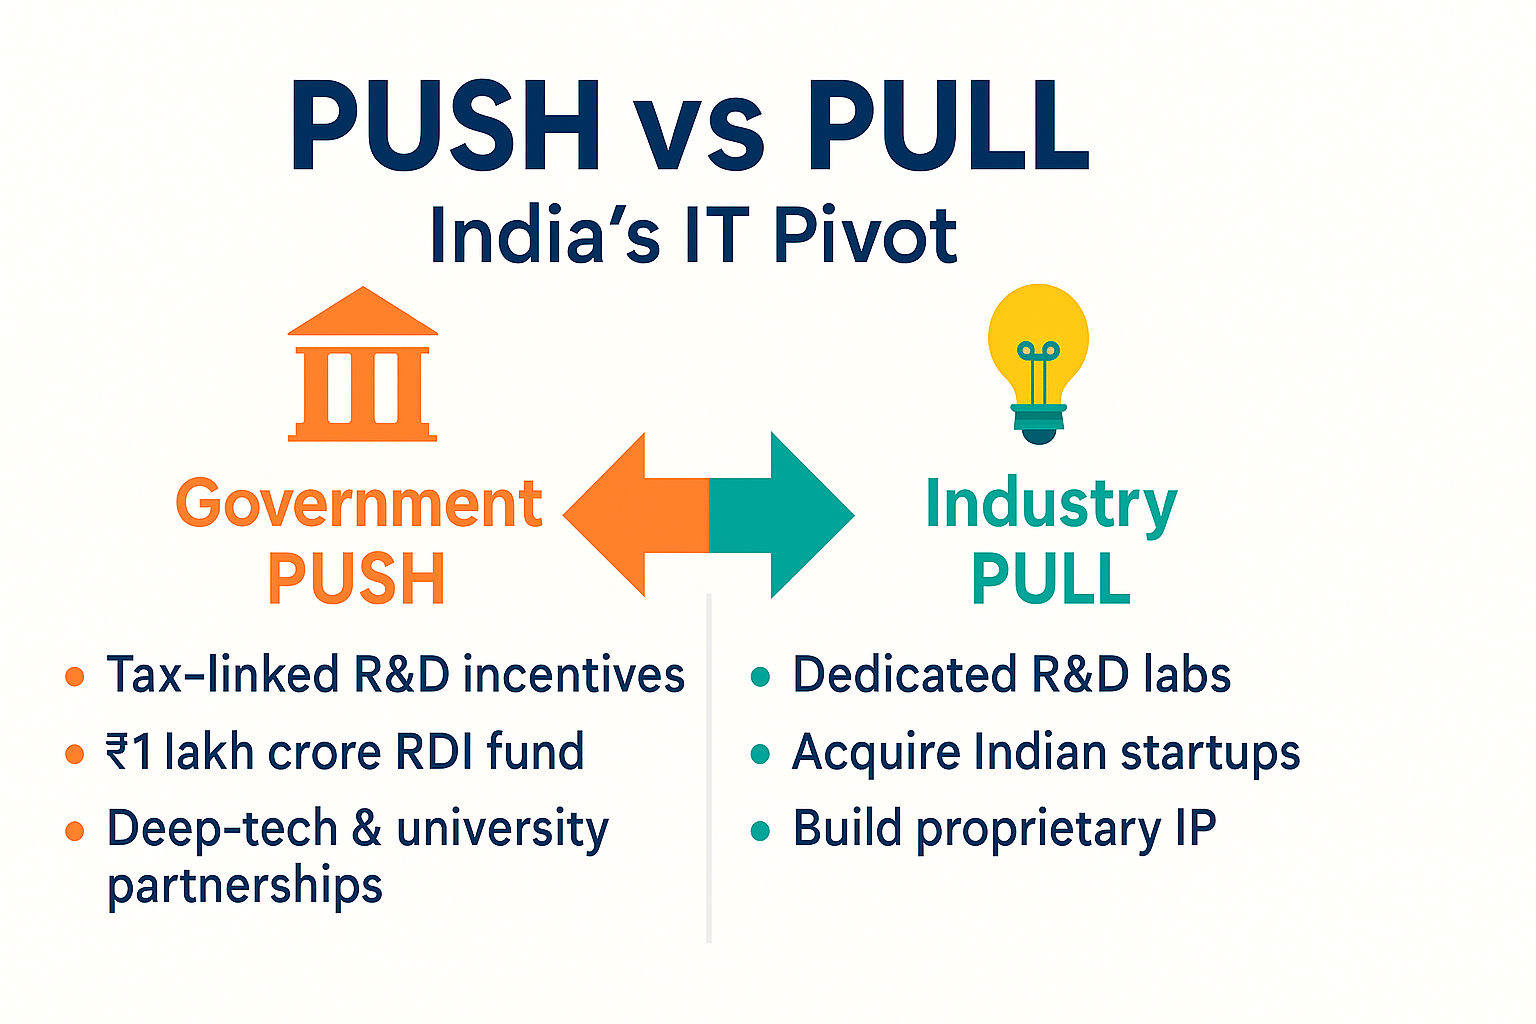 PUSH vs PULL
India’s IT Pivot
Government
PUSH
• Tax-linked R&D incentives
• ₹1 lakh crore RDI fund
• Deep-tech & university
partnerships
Industry
PULL
• Dedicated R&D labs
• Acquire Indian startups
• Build proprietary IP